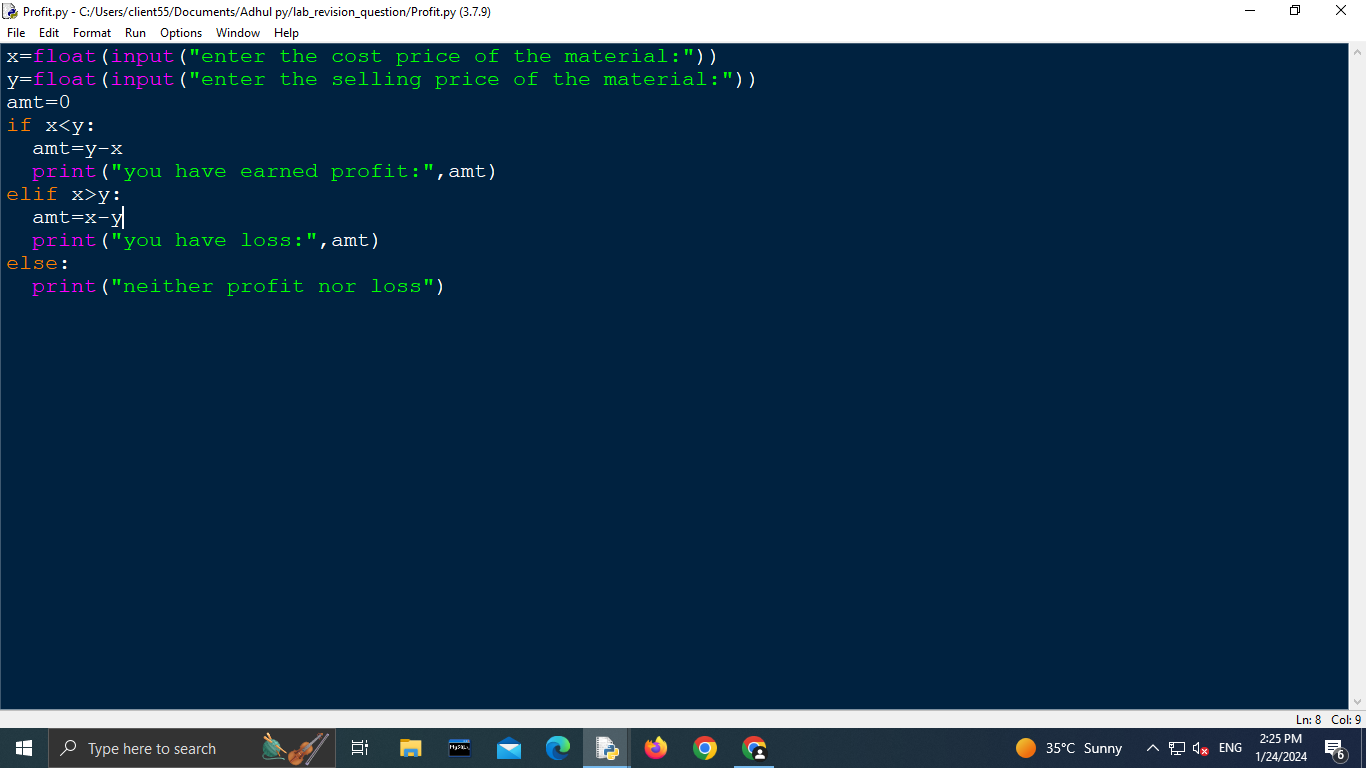 Profit.py - C:/Users/client55/Documents/Adhul py/lab_revision_question/Profit.py (3.7.9)
File Edit Format Run Options Window Help
x=float(input("enter the cost price of the material:"))
y=float(input("enter the selling price of the material:"))
amt=0
if x<y:
  amt=y-x
  print("you have earned profit:",amt)
elif x>y:
  amt=x-y
  print("you have loss:",amt)
else:
  print("neither profit nor loss")
Ln: 8 Col: 9
Type here to search
MySQL
35°C Sunny
ENG
2:25 PM
1/24/2024
6